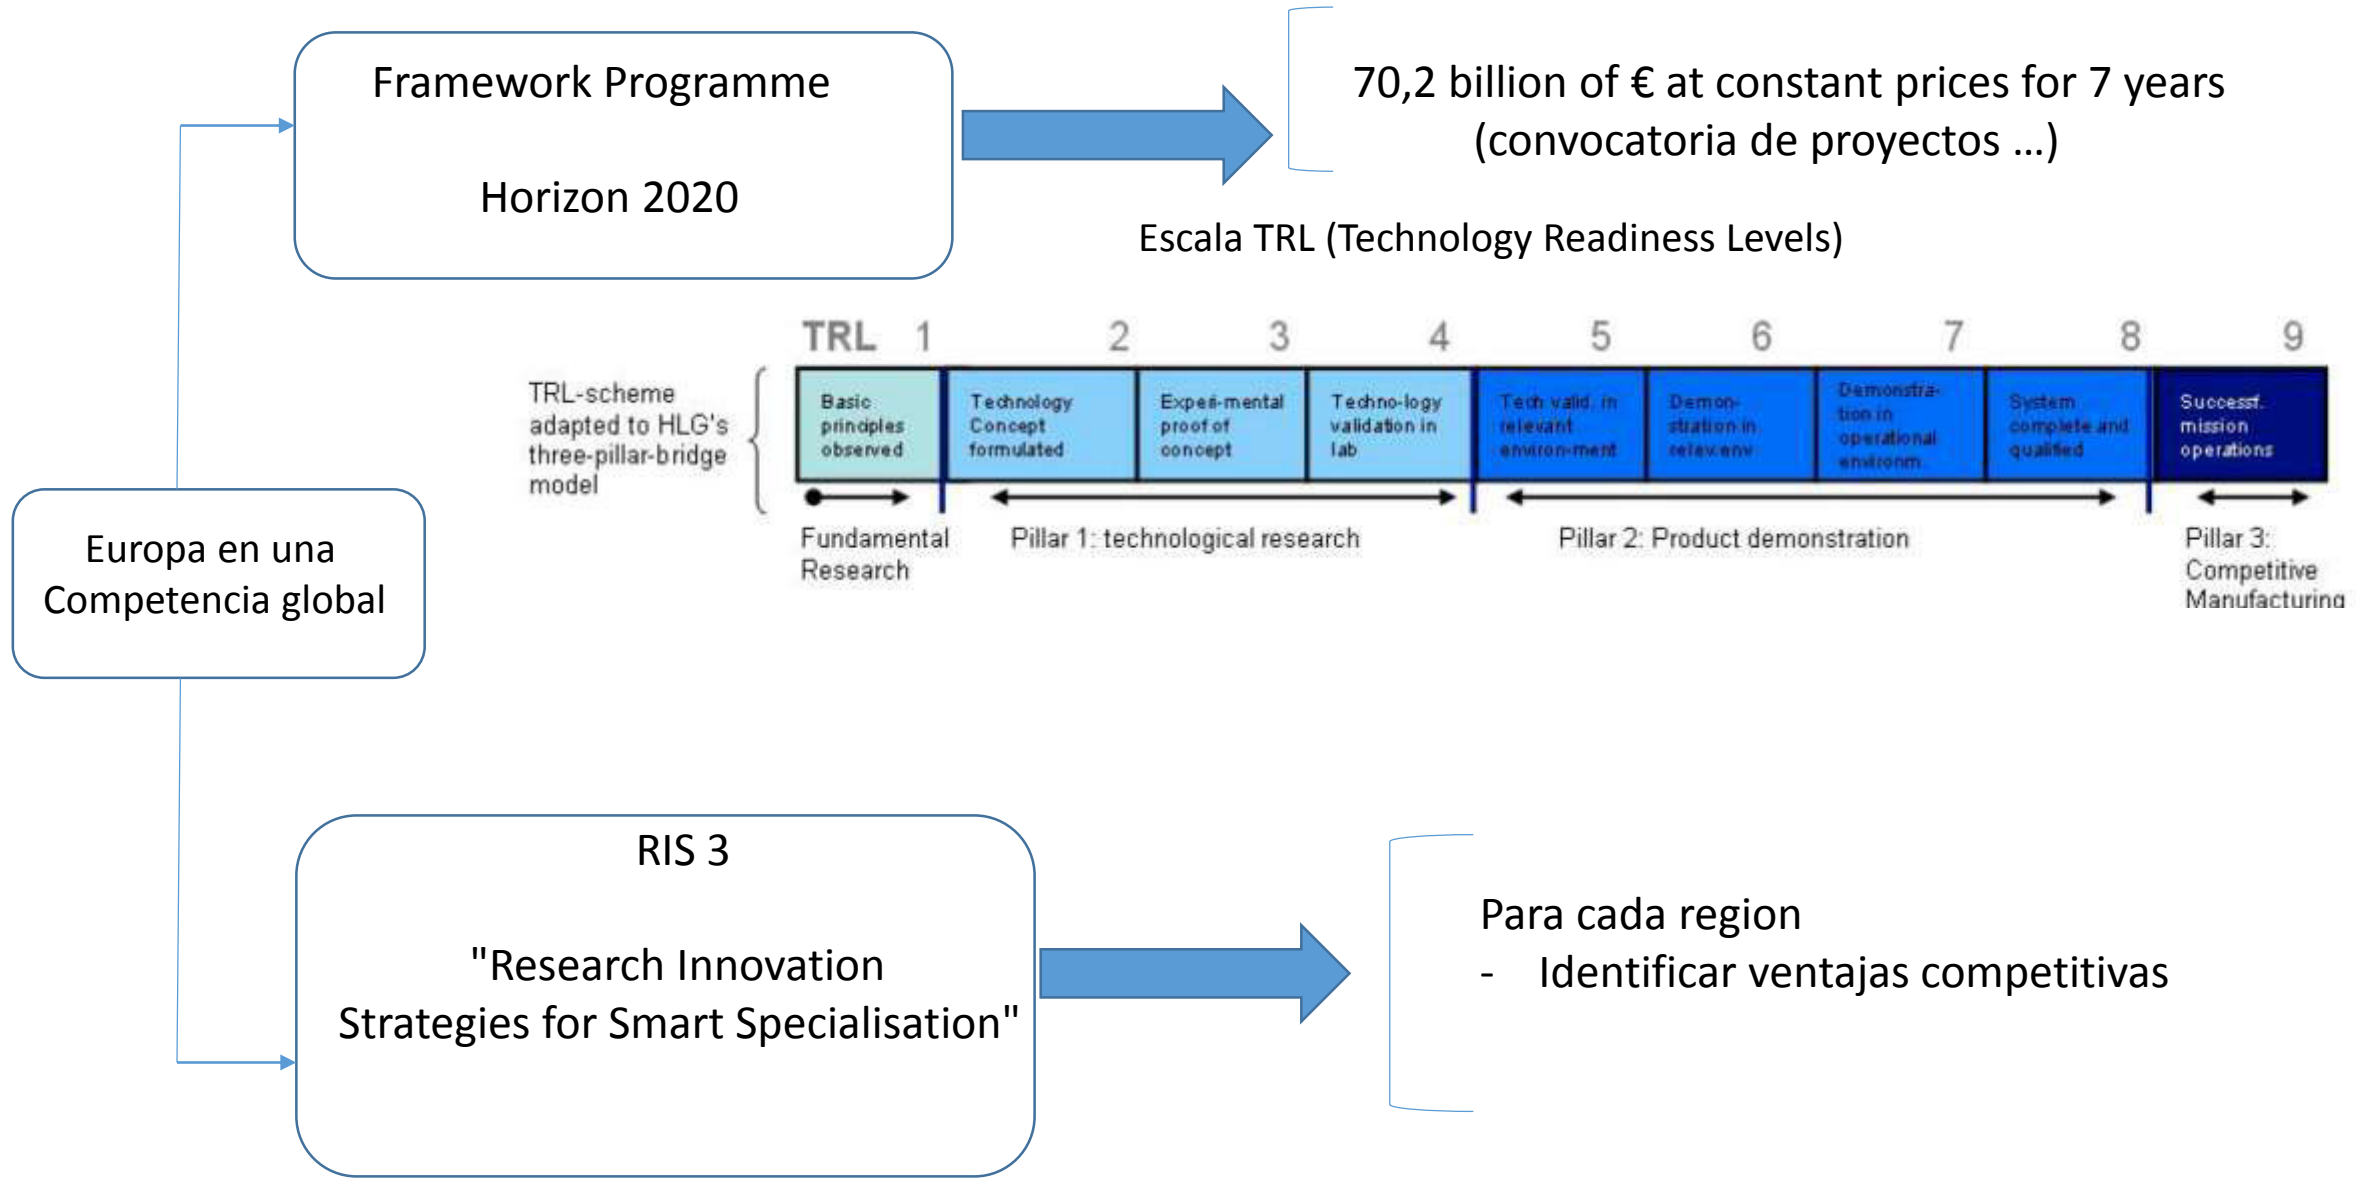 Framework Programme
Horizon 2020
70,2 billion of € at constant prices for 7 years
(convocatoria de proyectos ...)
Escala TRL (Technology Readiness Levels)
TRL 1 2 3 4 5 6 7 8 9
TRL-scheme
adapted to HLG's
three-pillar-bridge
model
Basic
principles
observed
Technology
Concept
formulated
Experi-mental
proof of
concept
Techno-logy
validation in
lab
Tech valid. in
relevant
environ-ment
Demon-
stration in
relev.env
Demonstra-
tion in
operational
environm.
System
complete and
qualified
Successf.
mission
operations
Fundamental
Research
Pillar 1: technological research
Pillar 2: Product demonstration
Pillar 3:
Competitive
Manufacturing
Europa en una
Competencia global
RIS 3
"Research Innovation
Strategies for Smart Specialisation"
Para cada region
- Identificar ventajas competitivas